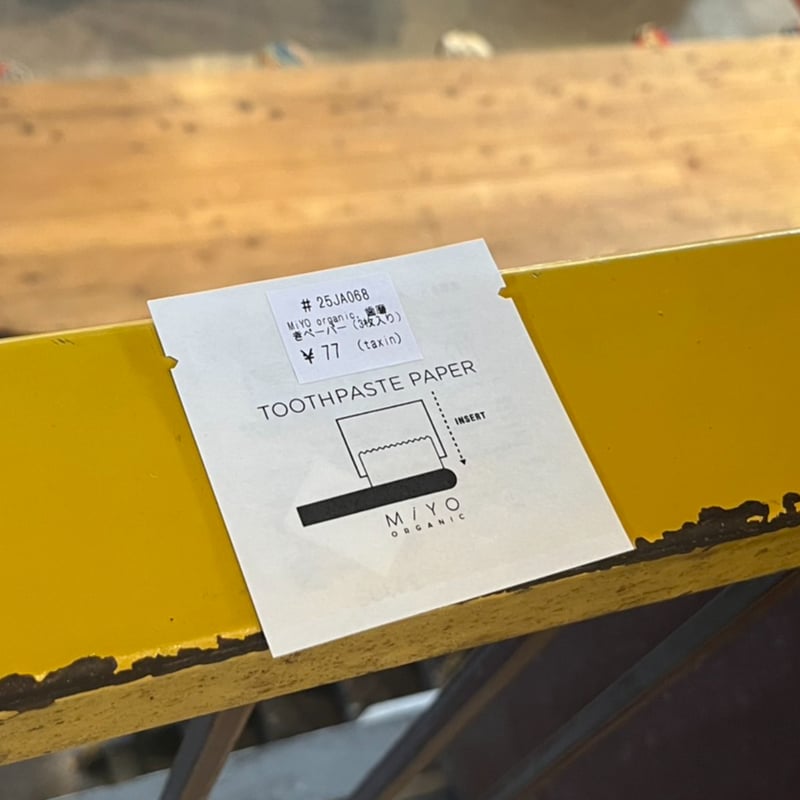 # 25JA068
MiYO organic. 歯磨
きペーパー (3枚入り)
¥77 (taxin)
TOOTHPASTE PAPER
INSERT
MiYO
ORGANIC